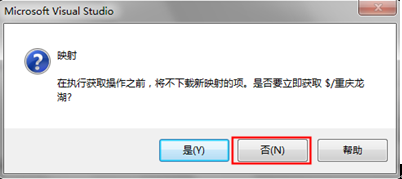 Microsoft Visual Studio
映射
在执行获取操作之前，将不下载新映射的项。是否要立即获取 $/重庆龙
湖?
是(Y)
否(N)
帮助